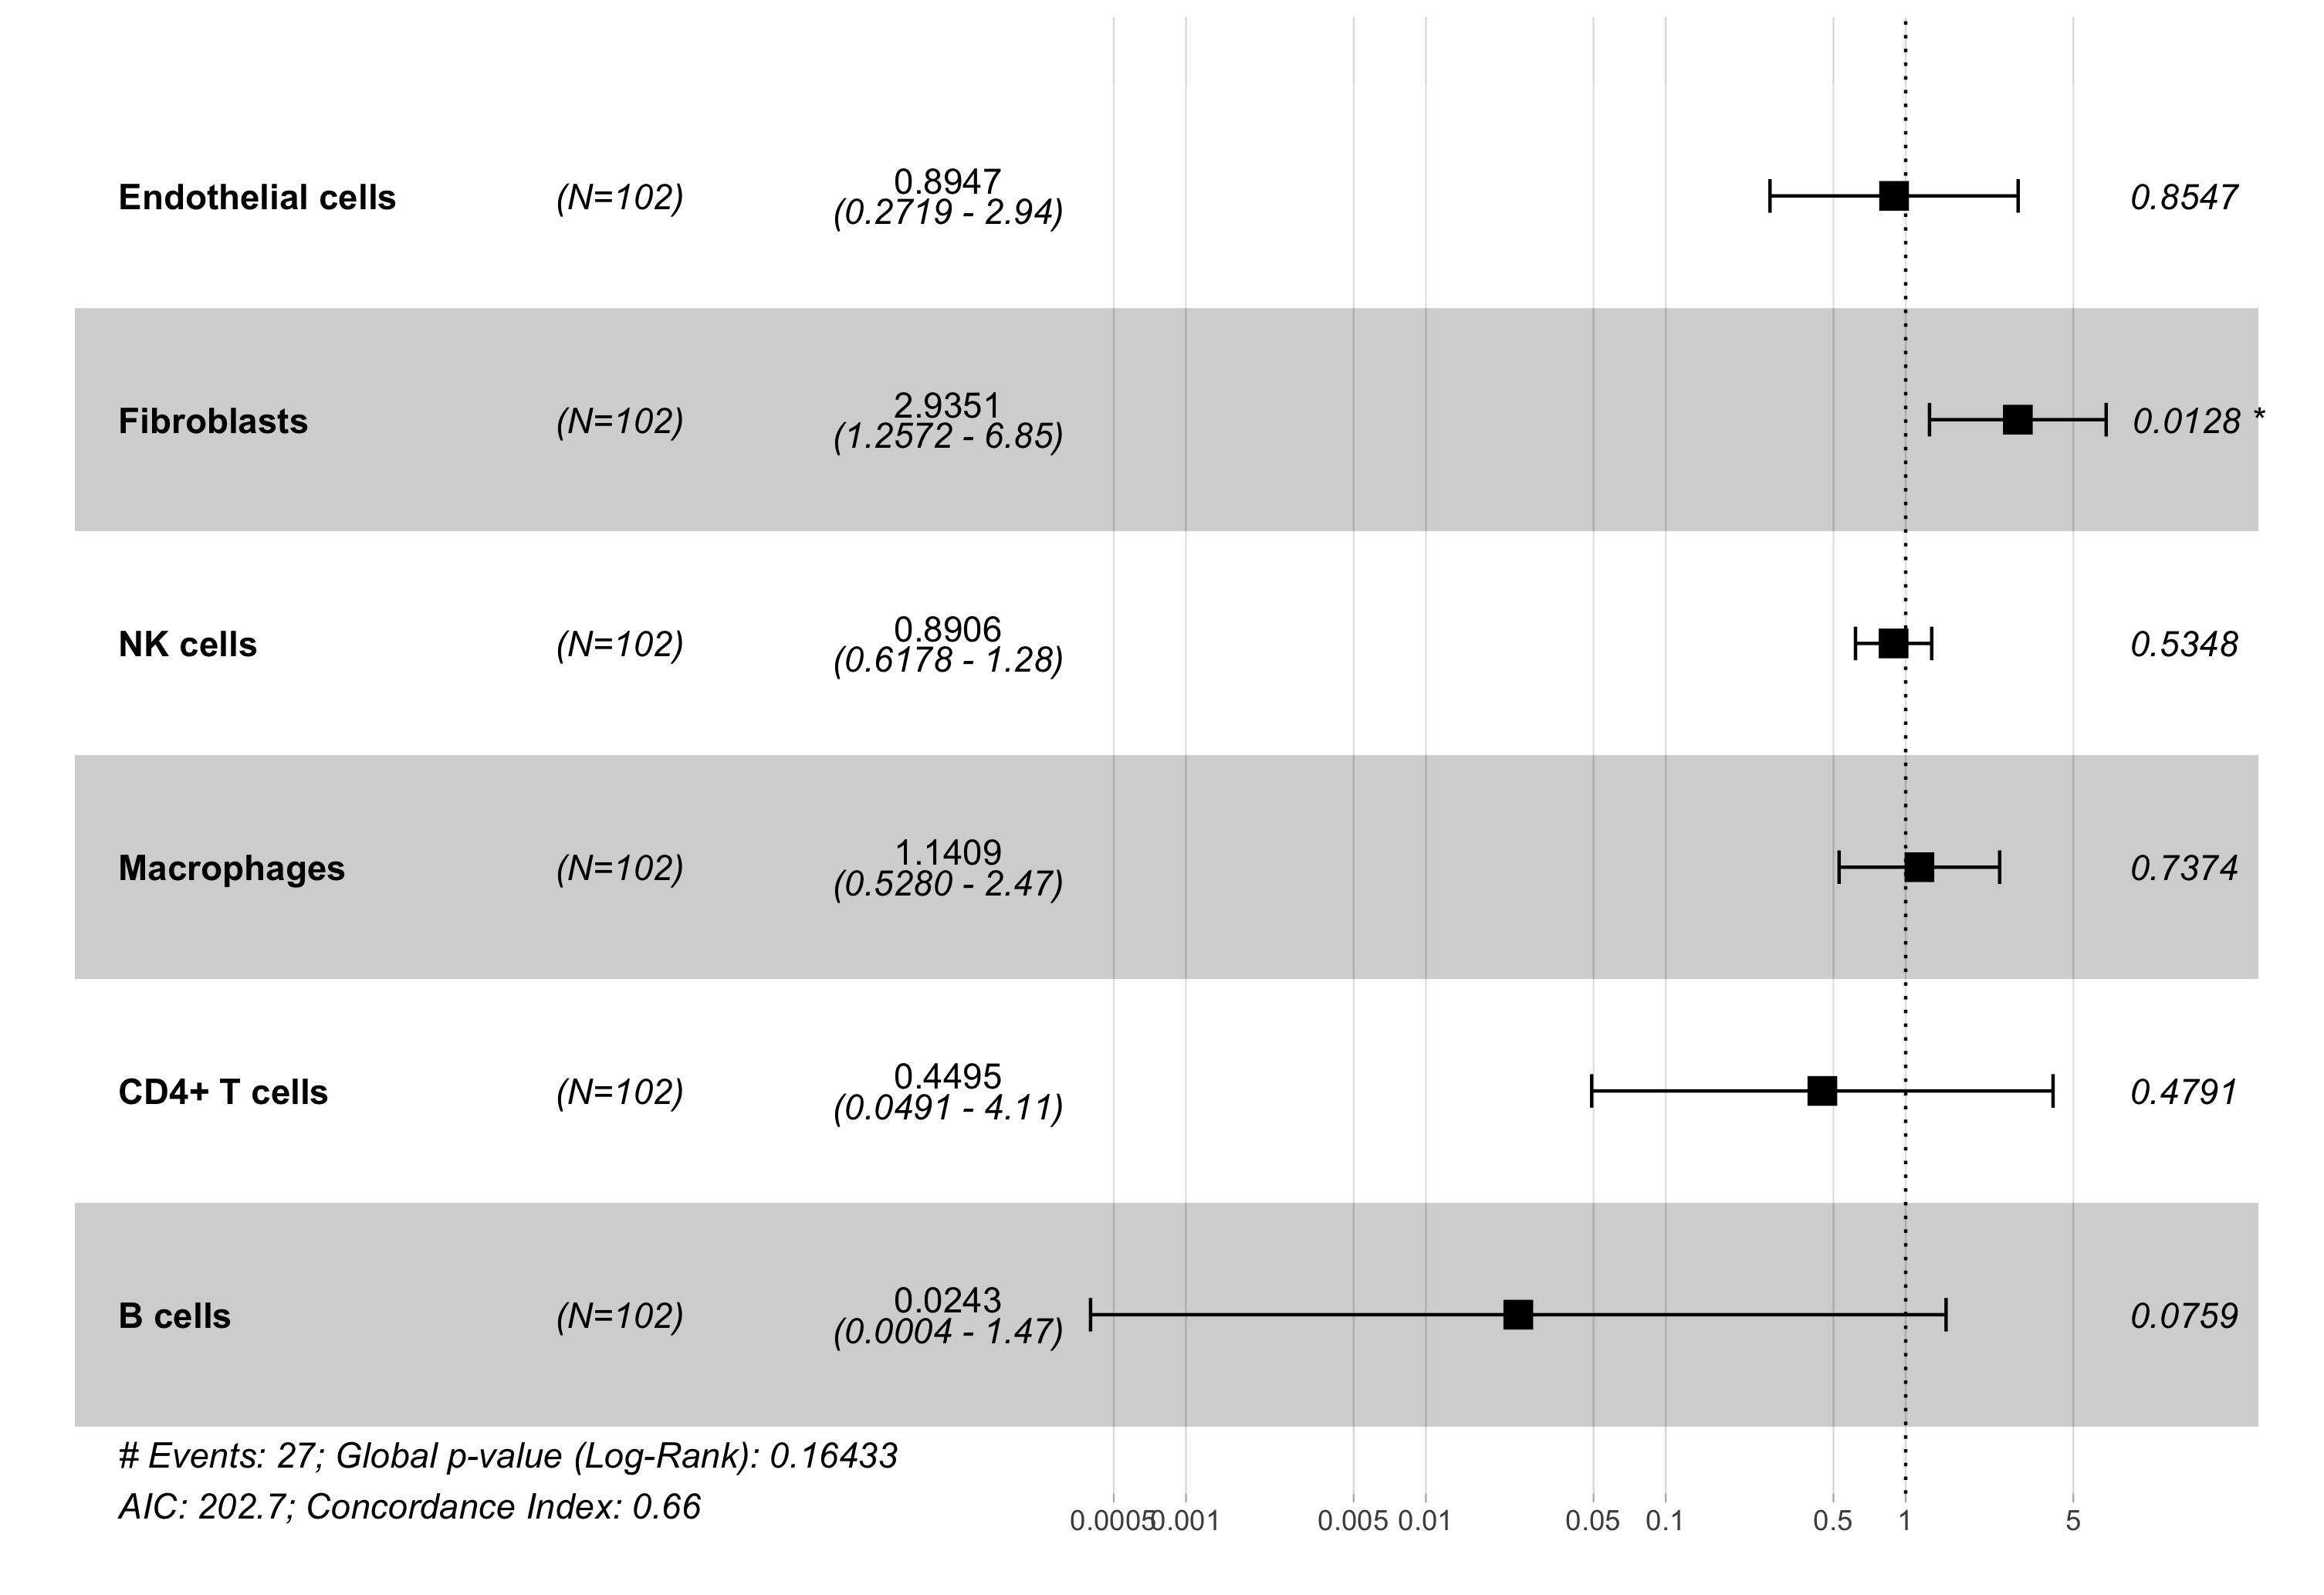 Endothelial cells (N=102) 0.8947 0.8547
(0.2719 - 2.94)
Fibroblasts (N=102) 2.9351 0.0128 *
(1.2572 - 6.85)
NK cells (N=102) 0.8906 0.5348
(0.6178 - 1.28)
Macrophages (N=102) 1.1409 0.7374
(0.5280 - 2.47)
CD4+ T cells (N=102) 0.4495 0.4791
(0.0491 - 4.11)
B cells (N=102) 0.0243 0.0759
(0.0004 - 1.47)
# Events: 27; Global p-value (Log-Rank): 0.16433
AIC: 202.7; Concordance Index: 0.66
0.0005 0.001 0.005 0.01 0.05 0.1 0.5 1 5